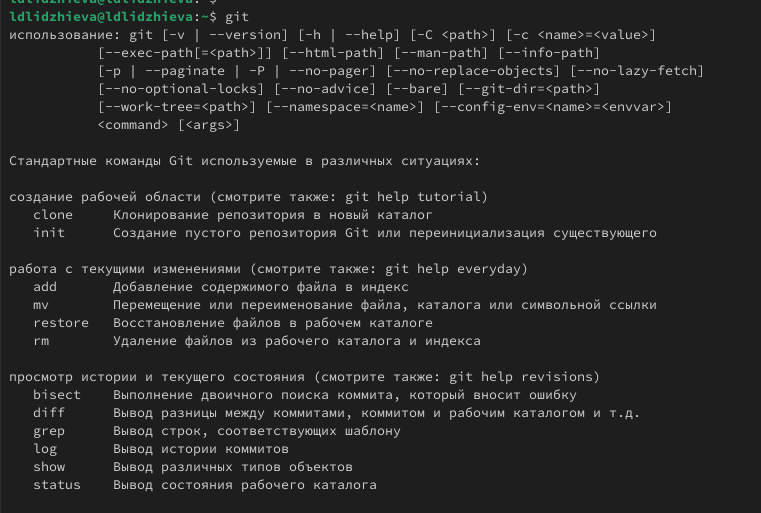 ldlidzhieva@ldlidzhieva:~$ git
использование: git [-v | --version] [-h | --help] [-C <path>] [-c <name>=<value>]
           [--exec-path[=<path>]] [--html-path] [--man-path] [--info-path]
           [-p | --paginate | -P | --no-pager] [--no-replace-objects] [--no-lazy-fetch]
           [--no-optional-locks] [--no-advice] [--bare] [--git-dir=<path>]
           [--work-tree=<path>] [--namespace=<name>] [--config-env=<name>=<envvar>]
           <command> [<args>]

Стандартные команды Git используемые в различных ситуациях:

создание рабочей области (смотрите также: git help tutorial)
   clone     Клонирование репозитория в новый каталог
   init      Создание пустого репозитория Git или переинициализация существующего

работа с текущими изменениями (смотрите также: git help everyday)
   add       Добавление содержимого файла в индекс
   mv        Перемещение или переименование файла, каталога или символьной ссылки
   restore   Восстановление файлов в рабочем каталоге
   rm        Удаление файлов из рабочего каталога и индекса

просмотр истории и текущего состояния (смотрите также: git help revisions)
   bisect    Выполнение двоичного поиска коммита, который вносит ошибку
   diff      Вывод разницы между коммитами, коммитом и рабочим каталогом и т.д.
   grep      Вывод строк, соответствующих шаблону
   log       Вывод истории коммитов
   show      Вывод различных типов объектов
   status    Вывод состояния рабочего каталога